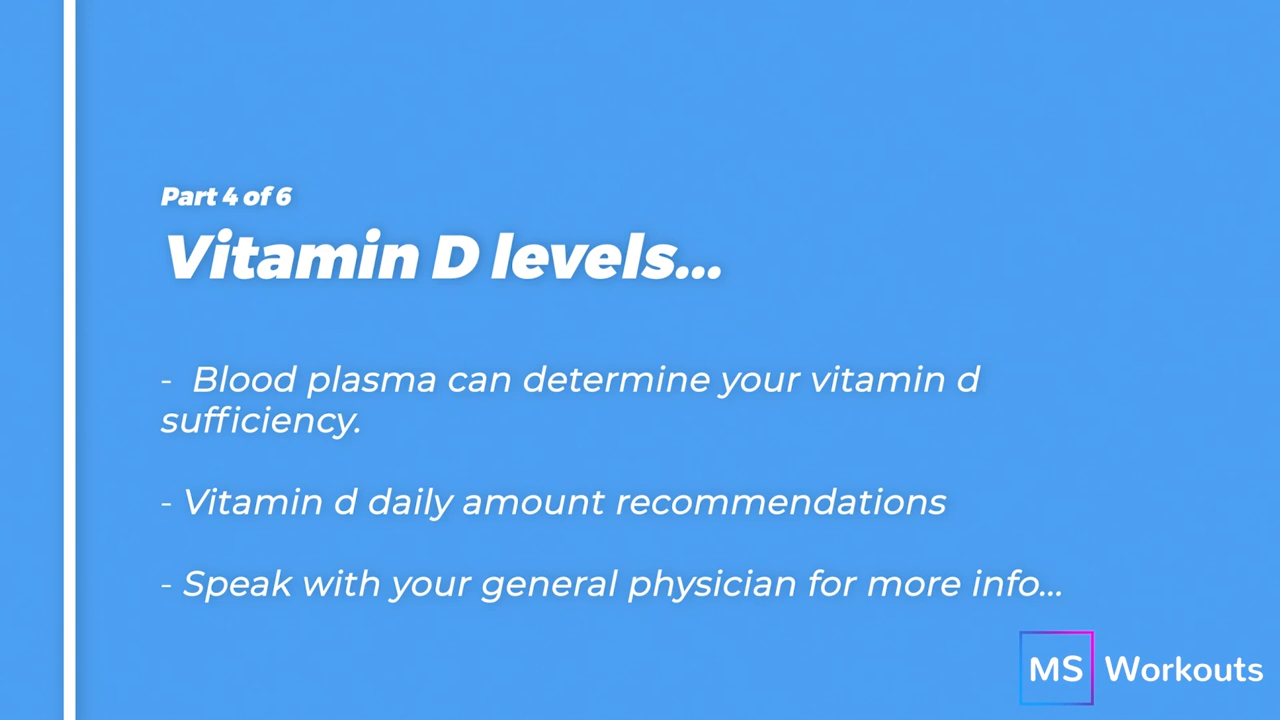 Part 4 of 6
Vitamin D levels...
-  Blood plasma can determine your vitamin d
sufficiency.
- Vitamin d daily amount recommendations
- Speak with your general physician for more info...
MS Workouts